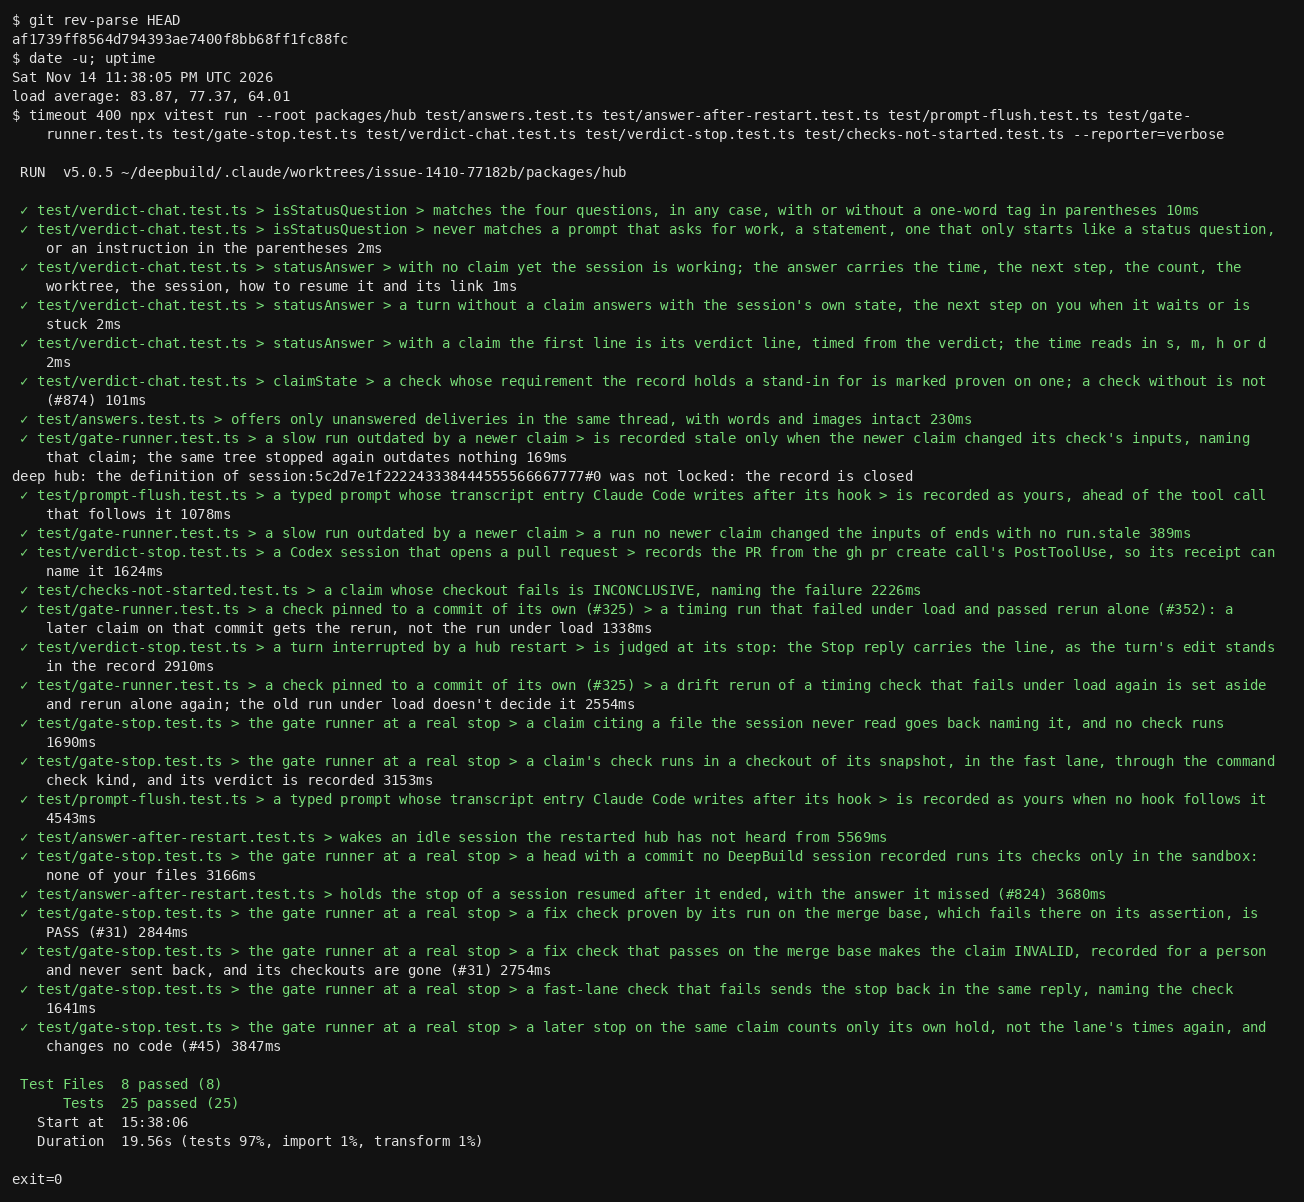 $ git rev-parse HEAD
af1739ff8564d794393ae7400f8bb68ff1fc88fc
$ date -u; uptime
Sat Nov 14 11:38:05 PM UTC 2026
load average: 83.87, 77.37, 64.01
$ timeout 400 npx vitest run --root packages/hub test/answers.test.ts test/answer-after-restart.test.ts test/prompt-flush.test.ts test/gate-
runner.test.ts test/gate-stop.test.ts test/verdict-chat.test.ts test/verdict-stop.test.ts test/checks-not-started.test.ts --reporter=verbose
RUN  v5.0.5 ~/deepbuild/.claude/worktrees/issue-1410-77182b/packages/hub
✓ test/verdict-chat.test.ts > isStatusQuestion > matches the four questions, in any case, with or without a one-word tag in parentheses 10ms
✓ test/verdict-chat.test.ts > isStatusQuestion > never matches a prompt that asks for work, a statement, one that only starts like a status question,
or an instruction in the parentheses 2ms
✓ test/verdict-chat.test.ts > statusAnswer > with no claim yet the session is working; the answer carries the time, the next step, the count, the
worktree, the session, how to resume it and its link 1ms
✓ test/verdict-chat.test.ts > statusAnswer > a turn without a claim answers with the session's own state, the next step on you when it waits or is
stuck 2ms
✓ test/verdict-chat.test.ts > statusAnswer > with a claim the first line is its verdict line, timed from the verdict; the time reads in s, m, h or d
2ms
✓ test/verdict-chat.test.ts > claimState > a check whose requirement the record holds a stand-in for is marked proven on one; a check without is not
(#874) 101ms
✓ test/answers.test.ts > offers only unanswered deliveries in the same thread, with words and images intact 230ms
✓ test/gate-runner.test.ts > a slow run outdated by a newer claim > is recorded stale only when the newer claim changed its check's inputs, naming
that claim; the same tree stopped again outdates nothing 169ms
deep hub: the definition of session:5c2d7e1f222243338444555566667777#0 was not locked: the record is closed
✓ test/prompt-flush.test.ts > a typed prompt whose transcript entry Claude Code writes after its hook > is recorded as yours, ahead of the tool call
that follows it 1078ms
✓ test/gate-runner.test.ts > a slow run outdated by a newer claim > a run no newer claim changed the inputs of ends with no run.stale 389ms
✓ test/verdict-stop.test.ts > a Codex session that opens a pull request > records the PR from the gh pr create call's PostToolUse, so its receipt can
name it 1624ms
✓ test/checks-not-started.test.ts > a claim whose checkout fails is INCONCLUSIVE, naming the failure 2226ms
✓ test/gate-runner.test.ts > a check pinned to a commit of its own (#325) > a timing run that failed under load and passed rerun alone (#352): a
later claim on that commit gets the rerun, not the run under load 1338ms
✓ test/verdict-stop.test.ts > a turn interrupted by a hub restart > is judged at its stop: the Stop reply carries the line, as the turn's edit stands
in the record 2910ms
✓ test/gate-runner.test.ts > a check pinned to a commit of its own (#325) > a drift rerun of a timing check that fails under load again is set aside
and rerun alone again; the old run under load doesn't decide it 2554ms
✓ test/gate-stop.test.ts > the gate runner at a real stop > a claim citing a file the session never read goes back naming it, and no check runs
1690ms
✓ test/gate-stop.test.ts > the gate runner at a real stop > a claim's check runs in a checkout of its snapshot, in the fast lane, through the command
check kind, and its verdict is recorded 3153ms
✓ test/prompt-flush.test.ts > a typed prompt whose transcript entry Claude Code writes after its hook > is recorded as yours when no hook follows it
4543ms
✓ test/answer-after-restart.test.ts > wakes an idle session the restarted hub has not heard from 5569ms
✓ test/gate-stop.test.ts > the gate runner at a real stop > a head with a commit no DeepBuild session recorded runs its checks only in the sandbox:
none of your files 3166ms
✓ test/answer-after-restart.test.ts > holds the stop of a session resumed after it ended, with the answer it missed (#824) 3680ms
✓ test/gate-stop.test.ts > the gate runner at a real stop > a fix check proven by its run on the merge base, which fails there on its assertion, is
PASS (#31) 2844ms
✓ test/gate-stop.test.ts > the gate runner at a real stop > a fix check that passes on the merge base makes the claim INVALID, recorded for a person
and never sent back, and its checkouts are gone (#31) 2754ms
✓ test/gate-stop.test.ts > the gate runner at a real stop > a fast-lane check that fails sends the stop back in the same reply, naming the check
1641ms
✓ test/gate-stop.test.ts > the gate runner at a real stop > a later stop on the same claim counts only its own hold, not the lane's times again, and
changes no code (#45) 3847ms
Test Files  8 passed (8)
Tests  25 passed (25)
Start at  15:38:06
Duration  19.56s (tests 97%, import 1%, transform 1%)
exit=0